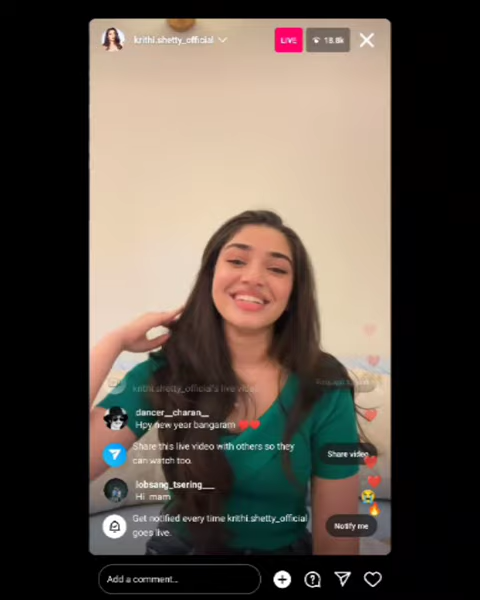 krithi.shetty_official
LIVE
18.8k
krithi.shetty_official's live video
dancer__charan__
Hpy new year bangaram
Share this live video with others so they
can watch too.
Share video
lobsang_tsering___
Hi mam
Get notified every time krithi.shetty_official
goes live.
Notify me
Add a comment...